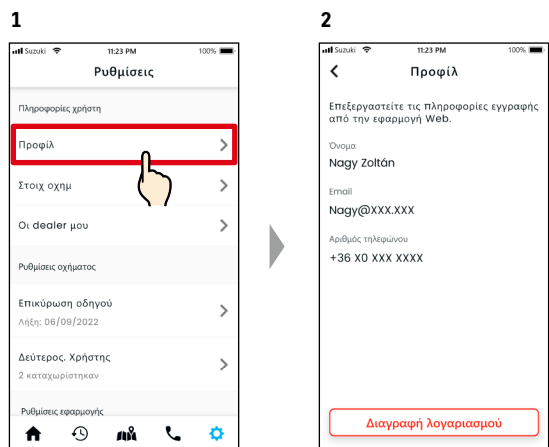 1
Suzuki 11:23 PM 100%
Ρυθμίσεις
Πληροφορίες χρήστη
Προφίλ
Στοιχ οχημ
Οι dealer μου
Ρυθμίσεις οχήματος
Επικύρωση οδηγού
Λήξη: 06/09/2022
Δεύτερος. Χρήστης
2 καταχωρίστηκαν
Ρυθμίσεις εφαρμογής
2
Suzuki 11:23 PM 100%
Προφίλ
Επεξεργαστείτε τις πληροφορίες εγγραφής
από την εφαρμογή Web.
Όνομα
Nagy Zoltán
Email
Nagy@XXX.XXX
Αριθμός τηλεφώνου
+36 X0 XXX XXXX
Διαγραφή λογαριασμού